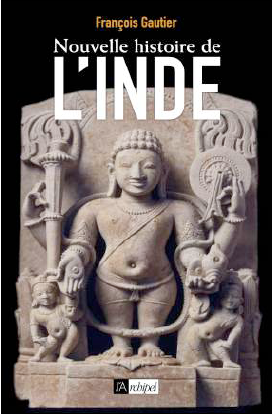 François Gautier
Nouvelle histoire de
L'INDE
l'Archipel